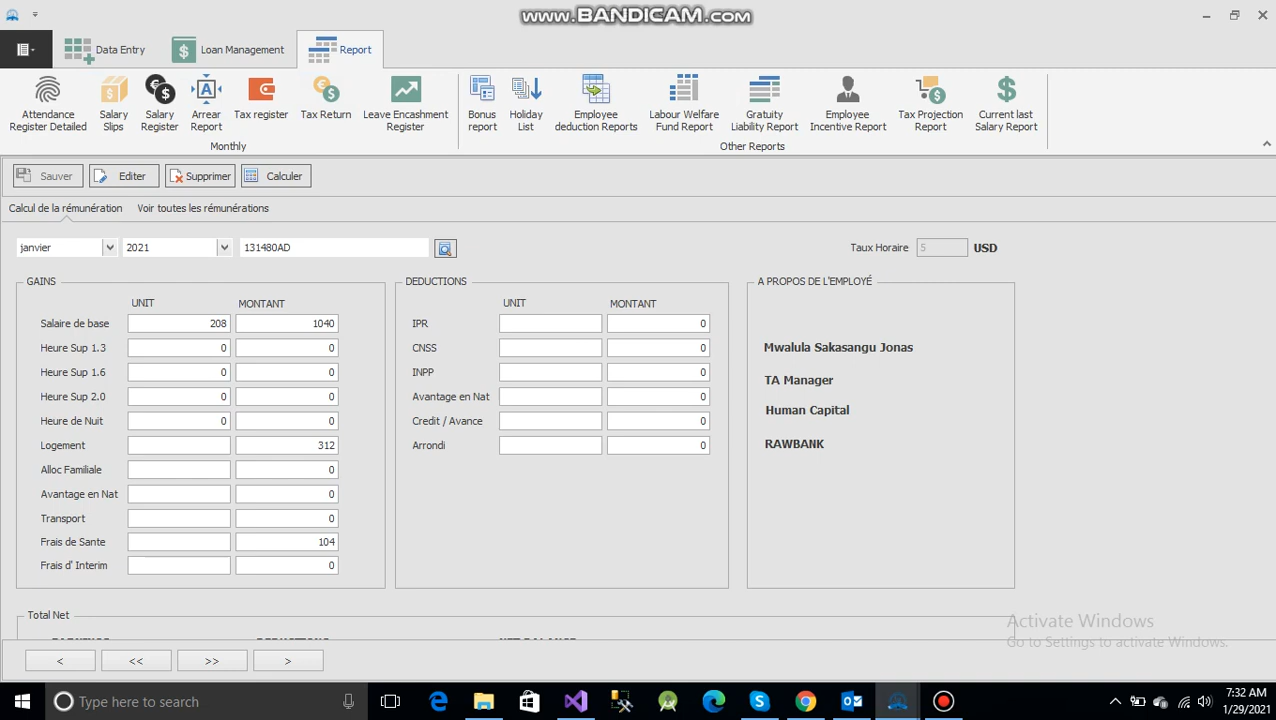 www.BANDICAM.com
Data Entry
Loan Management
Report
Attendance Register Detailed
Salary Slips
Salary Register
Arrear Report
Tax register
Tax Return
Leave Encashment Register
Bonus report
Holiday List
Employee deduction Reports
Labour Welfare Fund Report
Gratuity Liability Report
Employee Incentive Report
Tax Projection Report
Current last Salary Report
Monthly
Other Reports
Sauver
Editer
Supprimer
Calculer
Calcul de la rémunération
Voir toutes les rémunérations
janvier
2021
131480AD
Taux Horaire 5 USD
GAINS
UNIT MONTANT
Salaire de base 208 1040
Heure Sup 1.3 0 0
Heure Sup 1.6 0 0
Heure Sup 2.0 0 0
Heure de Nuit 0 0
Logement 312
Alloc Familiale 0
Avantage en Nat 0
Transport 0
Frais de Sante 104
Frais d' Interim 0
DEDUCTIONS
UNIT MONTANT
IPR 0
CNSS 0
INPP 0
Avantage en Nat 0
Credit / Avance 0
Arrondi 0
A PROPOS DE L'EMPLOYÉ
Mwalula Sakasangu Jonas
TA Manager
Human Capital
RAWBANK
Total Net
Activate Windows
Go to Settings to activate Windows.
< << >> >
Type here to search
7:32 AM
1/29/2021